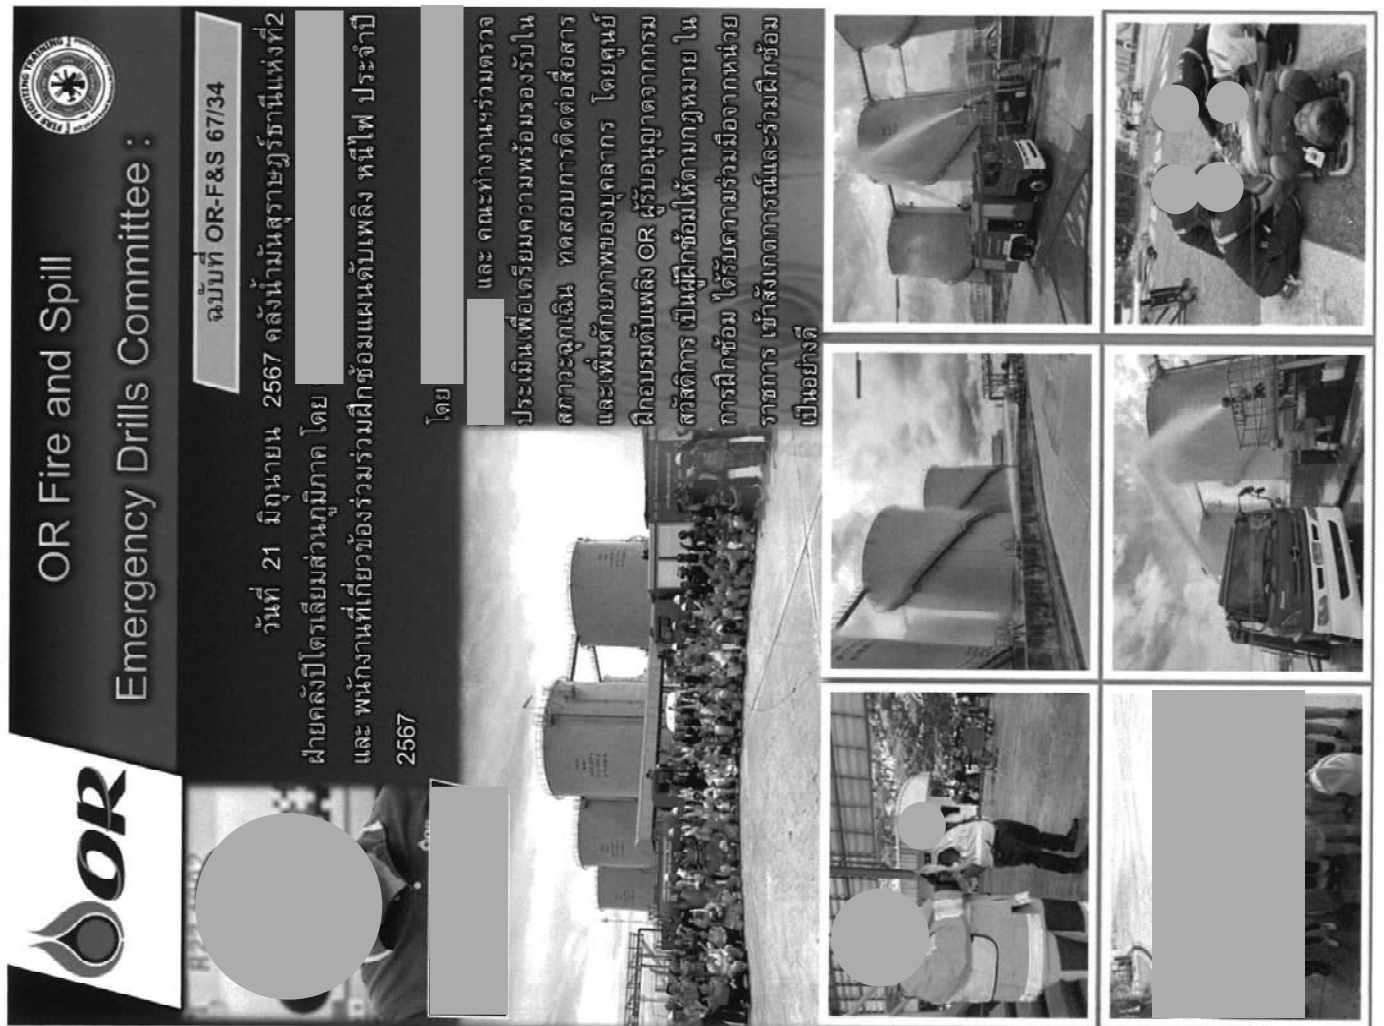 OR
OR Fire and Spill
Emergency Drills Committee :
FIRE FIGHTING TRAINING
ฉบับที่ OR-F&S 67/34
วันที่ 21 มิถุนายน 2567 คลังน้ำมันสุราษฎร์ธานีแห่งที่2
ฝ่ายคลังปิโตรเลียมส่วนภูมิภาค โดย
และ พนักงานที่เกี่ยวข้องร่วมร่วมฝึกซ้อมแผนดับเพลิง หนีไฟ ประจำปี
2567
โดย
และ คณะทำงานฯร่วมตรวจ
ประเมินเพื่อเตรียมความพร้อมรองรับใน
สภาวะฉุกเฉิน ทดสอบการติดต่อสื่อสาร
และเพิ่มศักยภาพของบุคลากร โดยศูนย์
ฝึกอบรมดับเพลิง OR ผู้รับอนุญาตจากกรม
สวัสดิการ เป็นผู้ฝึกซ้อมให้ตามกฎหมาย ใน
การฝึกซ้อม ได้รับความร่วมมือจากหน่วย
ราชการ เข้าสังเกตการณ์และร่วมฝึกซ้อม
เป็นอย่างดี